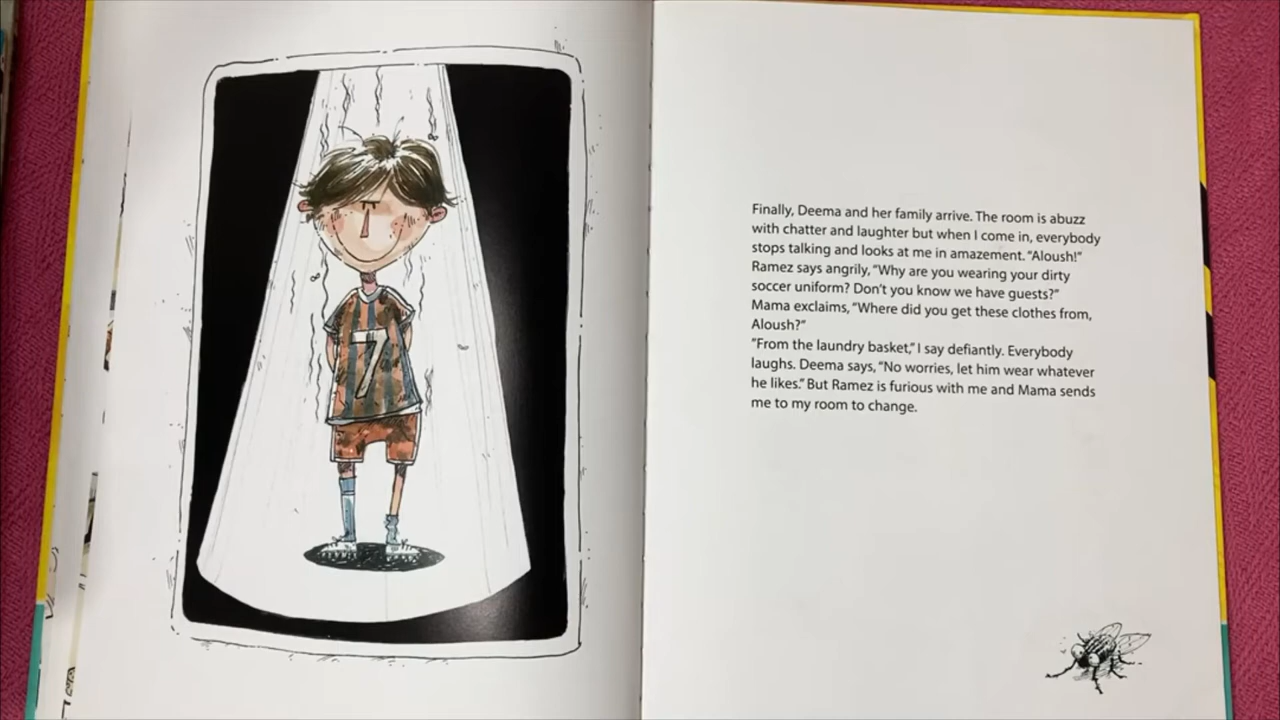 7
Finally, Deema and her family arrive. The room is abuzz
with chatter and laughter but when I come in, everybody
stops talking and looks at me in amazement. “Aloush!”
Ramez says angrily, “Why are you wearing your dirty
soccer uniform? Don’t you know we have guests?”
Mama exclaims, “Where did you get these clothes from,
Aloush?”
“From the laundry basket,” I say defiantly. Everybody
laughs. Deema says, “No worries, let him wear whatever
he likes.” But Ramez is furious with me and Mama sends
me to my room to change.